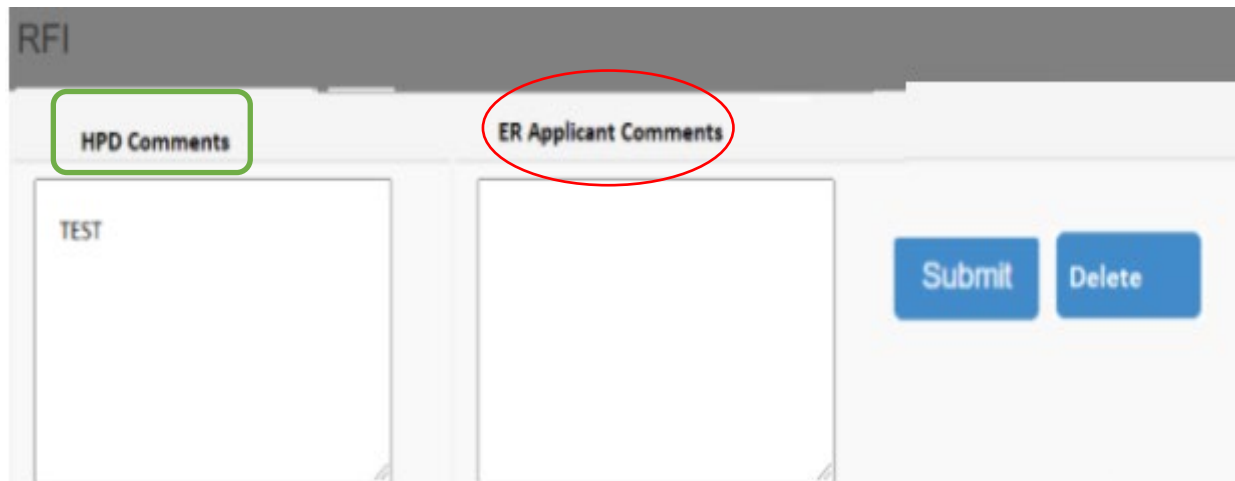 RFI
HPD Comments
ER Applicant Comments
TEST
Submit
Delete